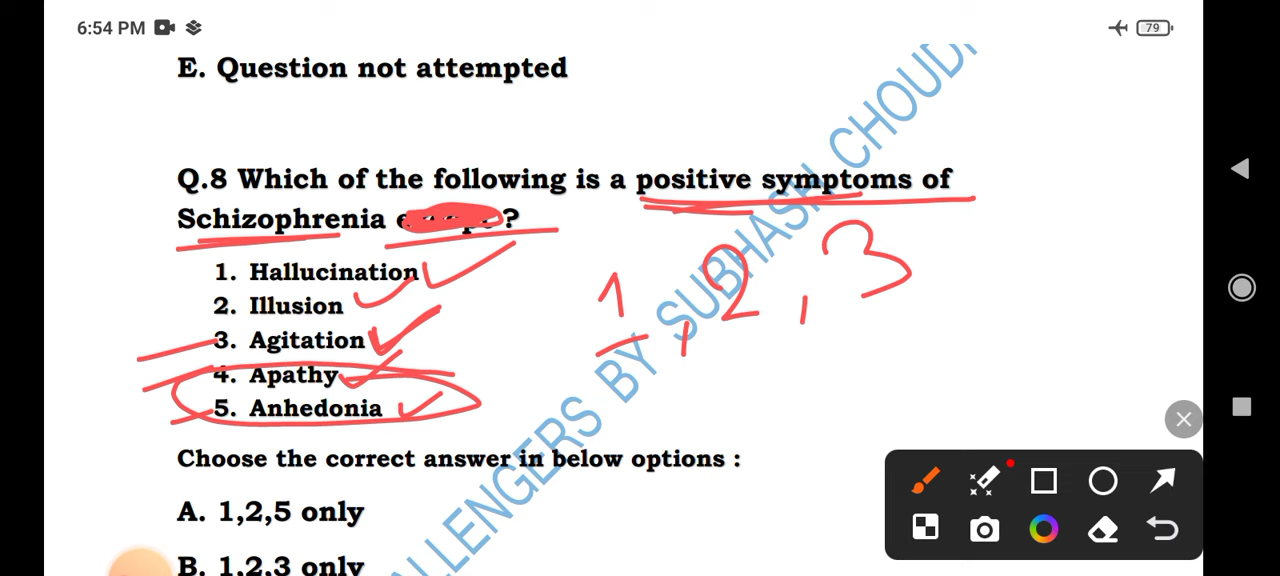 6:54 PM
79
E. Question not attempted
Q.8 Which of the following is a positive symptoms of
Schizophrenia ?
1. Hallucination
2. Illusion
3. Agitation
4. Apathy
5. Anhedonia
1, 2, 3
Choose the correct answer in below options :
A. 1,2,5 only
B. 1,2,3 only
ALLENGERS BY SUBHASH CHOUD